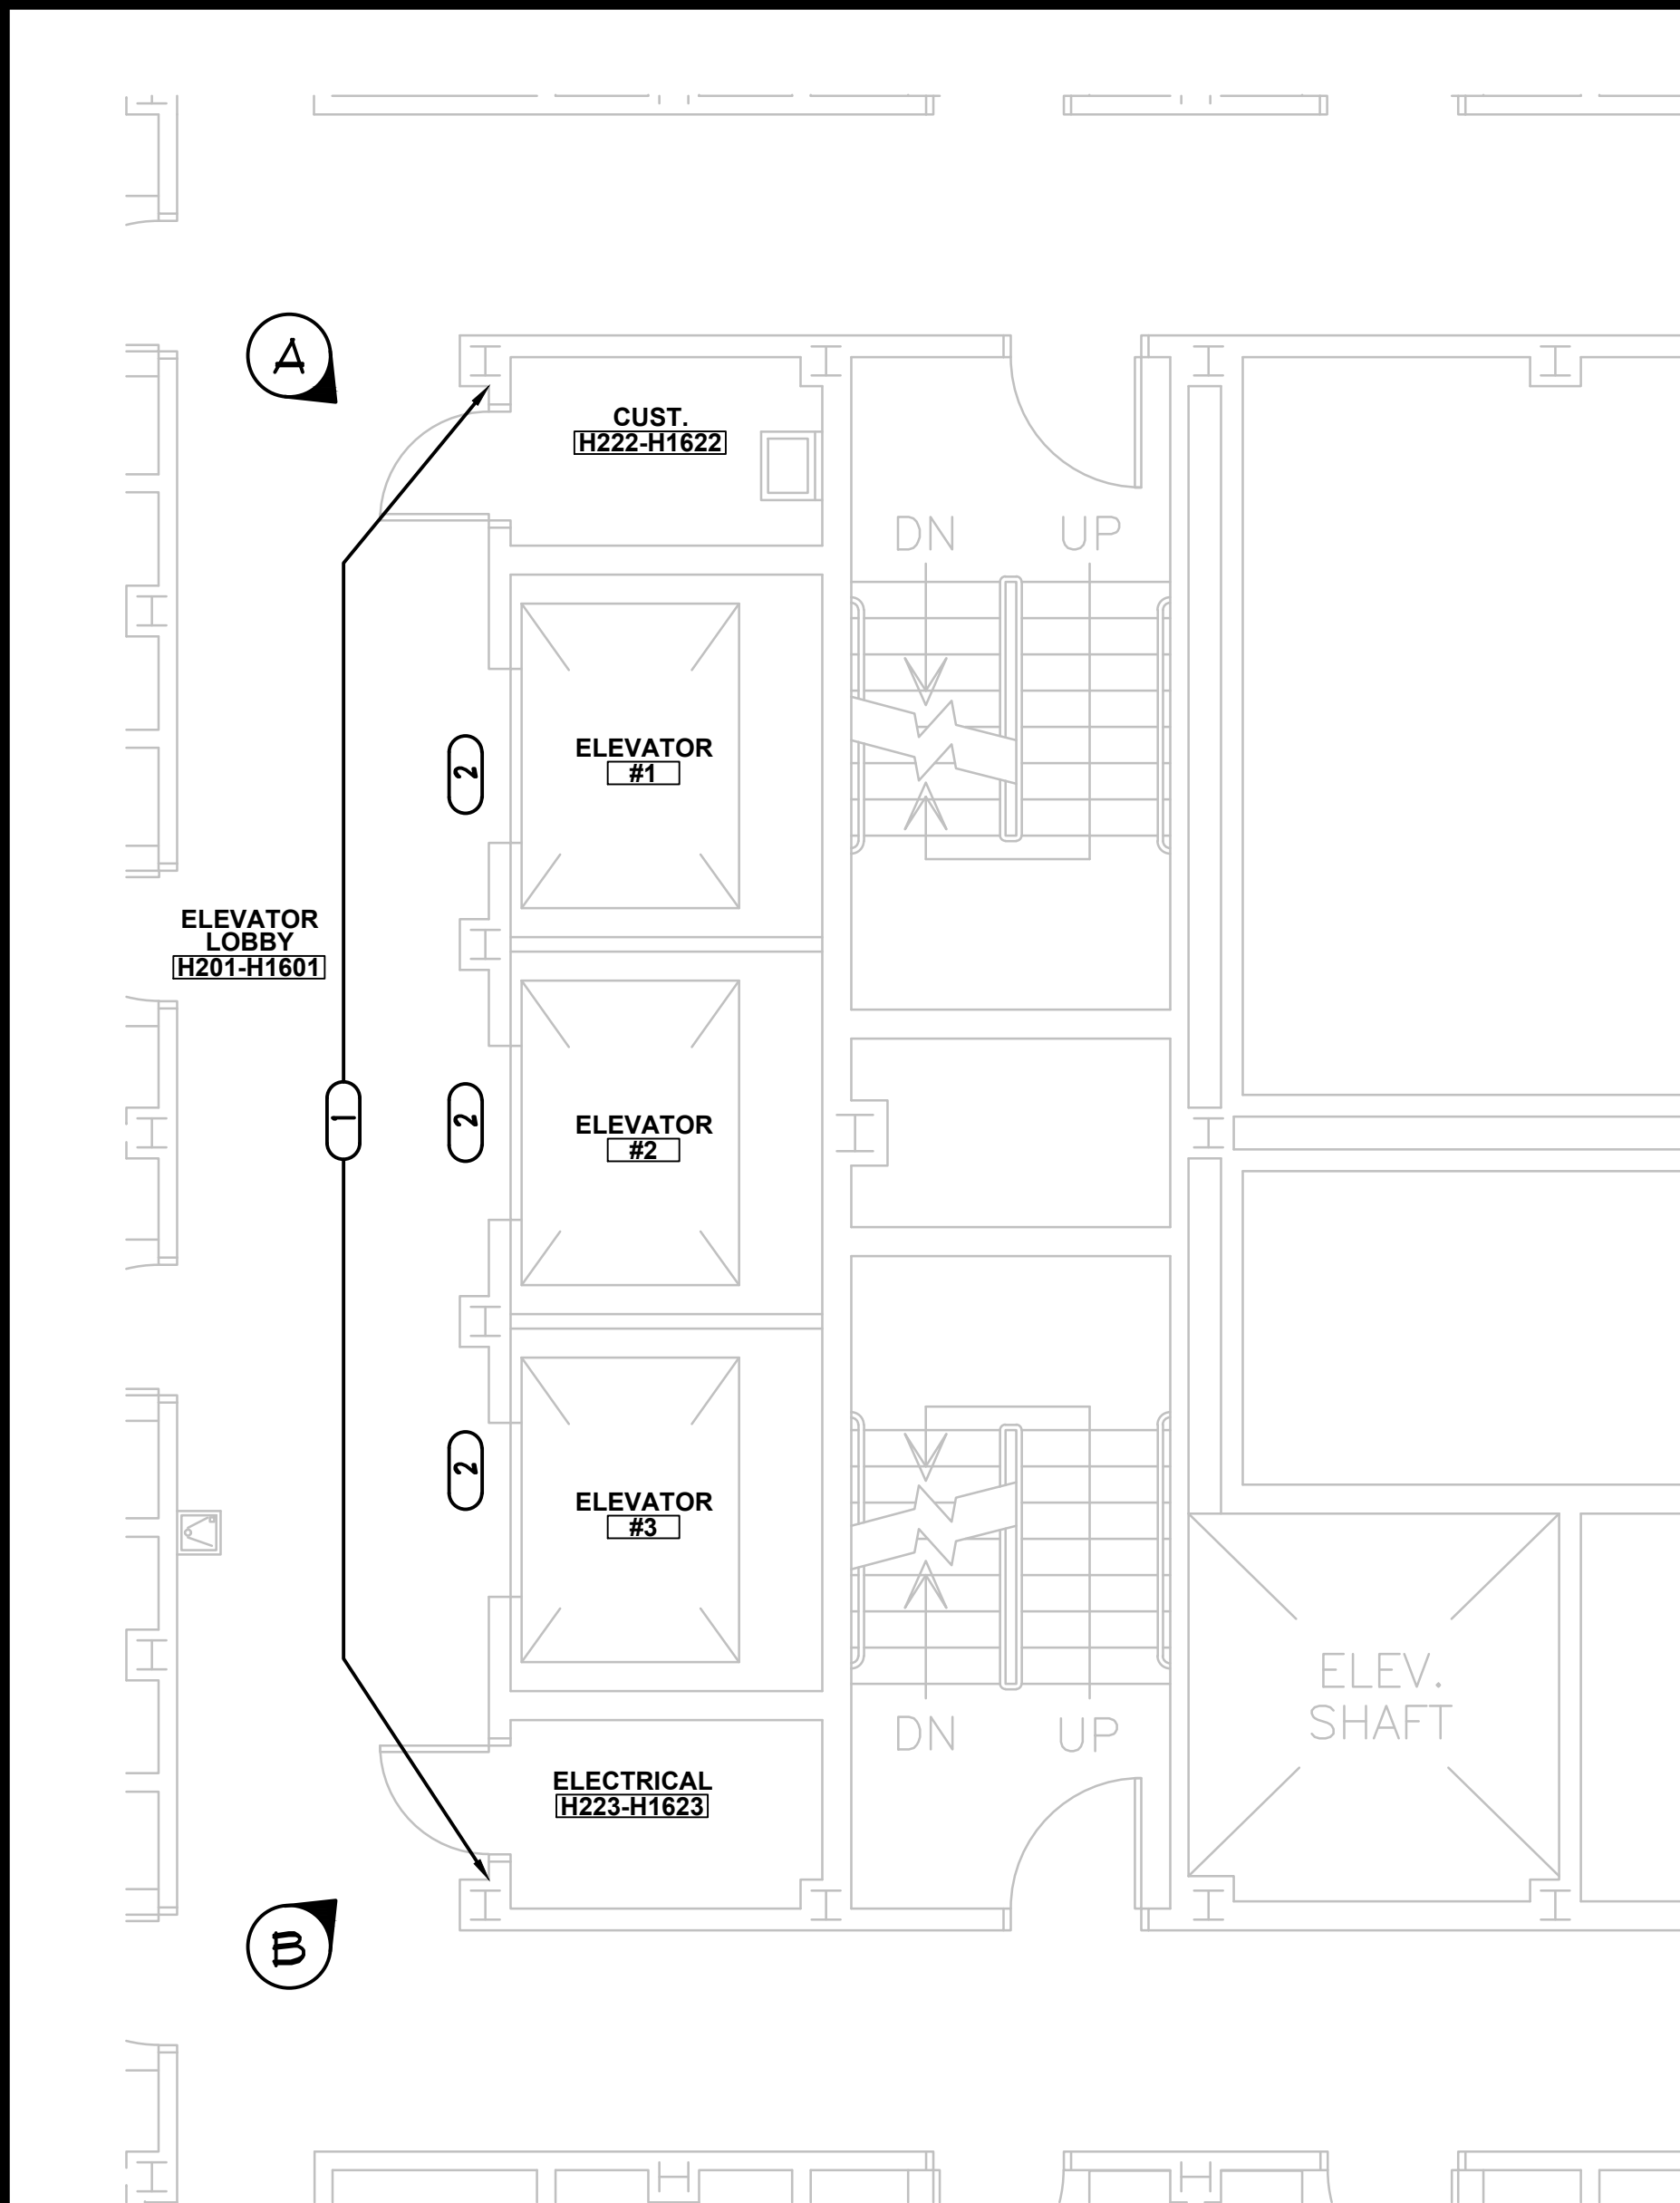 A
CUST.
H222-H1622
DN
UP
2
ELEVATOR
#1
ELEVATOR
LOBBY
H201-H1601
1
2
ELEVATOR
#2
2
ELEVATOR
#3
ELEV.
SHAFT
DN
UP
ELECTRICAL
H223-H1623
B